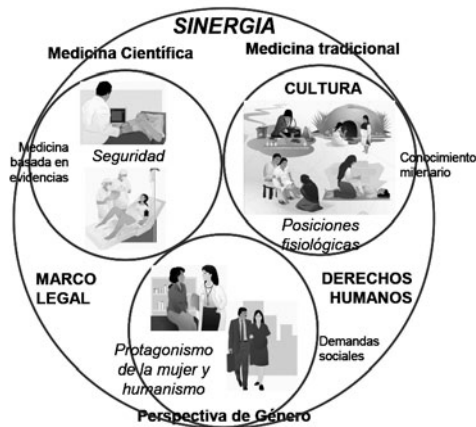 SINERGIA
Medicina Científica
Medicina tradicional
CULTURA
Medicina
basada en
evidencias
Seguridad
Conocimiento
milenario
Posiciones
fisiológicas
MARCO
LEGAL
DERECHOS
HUMANOS
Demandas
sociales
Protagonismo
de la mujer y
humanismo
Perspectiva de Género